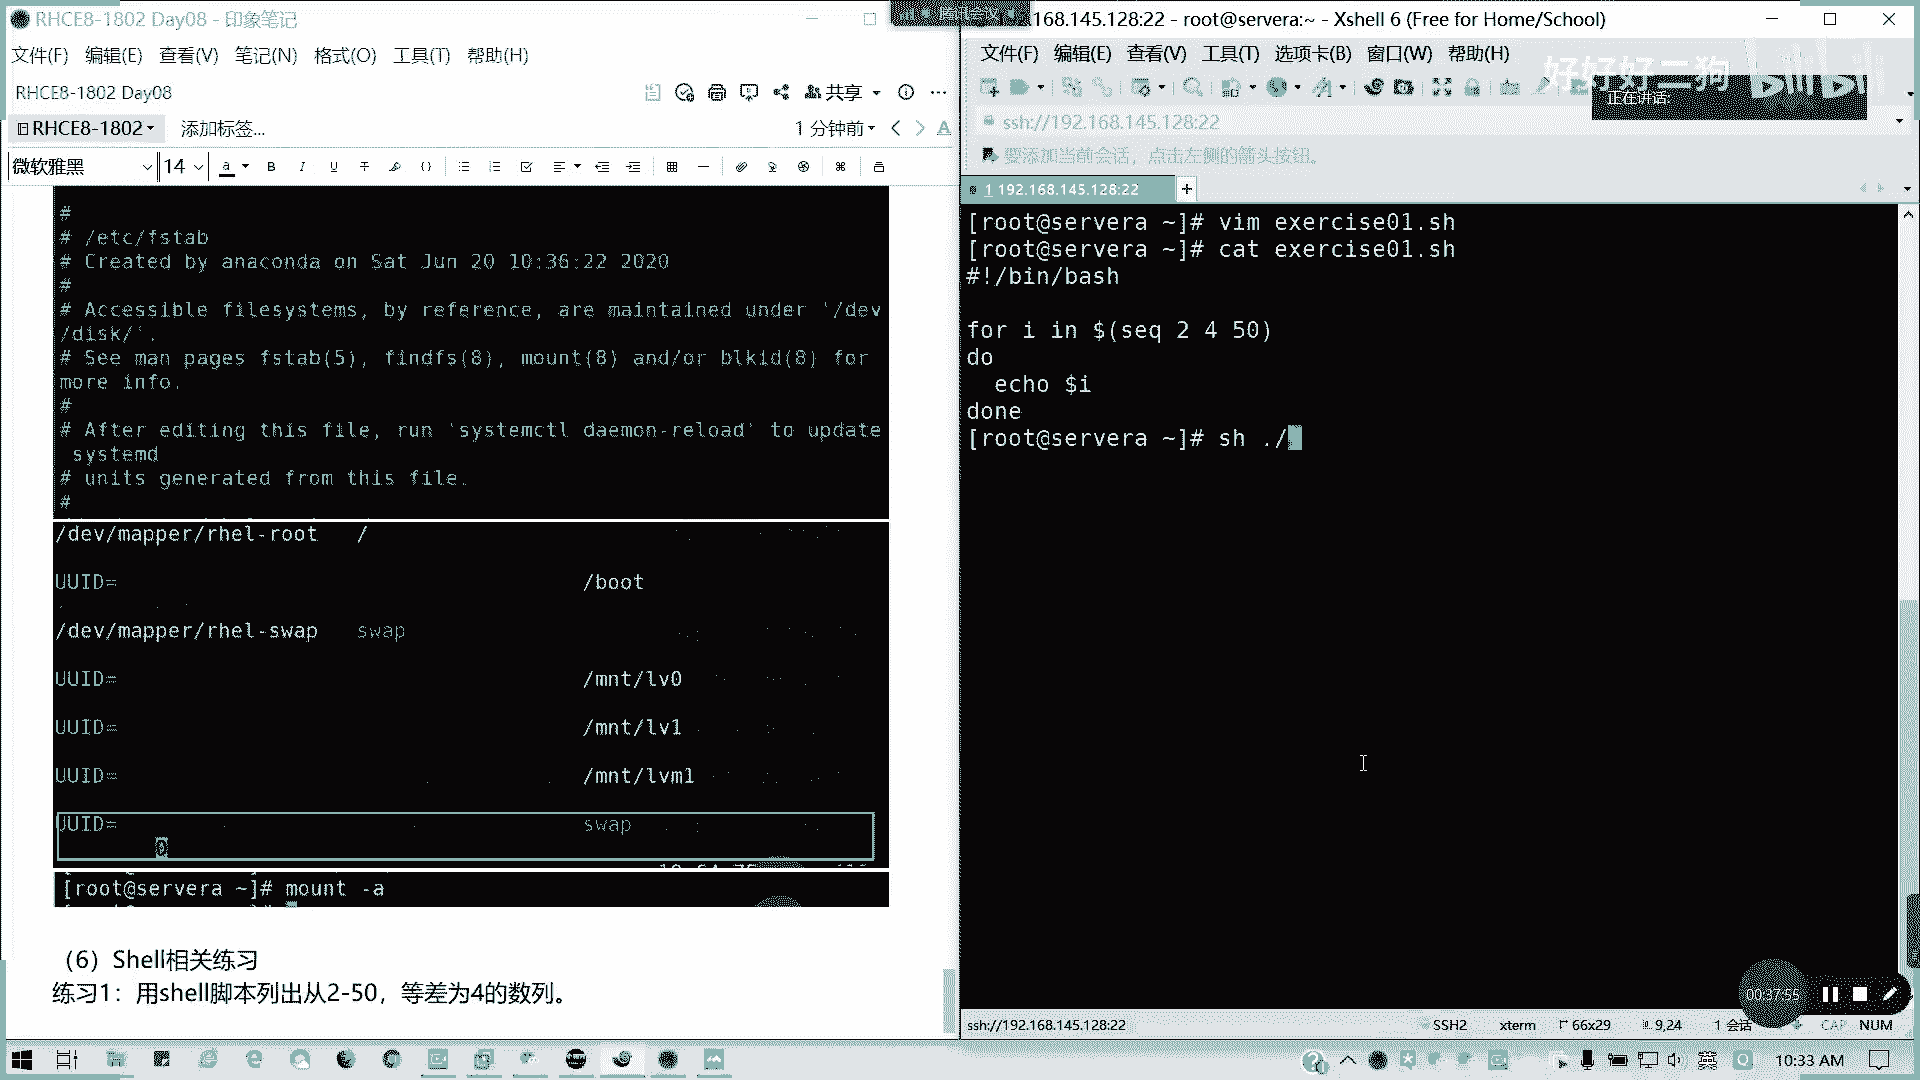 RHCE8-1802 Day08 - 印象笔记
文件(F) 编辑(E) 查看(V) 笔记(N) 格式(O) 工具(T) 帮助(H)
RHCE8-1802 Day08
共享
RHCE8-1802
添加标签...
1 分钟前
微软雅黑
14
#
# /etc/fstab
# Created by anaconda on Sat Jun 20 10:36:22 2020
#
# Accessible filesystems, by reference, are maintained under '/dev
/disk/'.
# See man pages fstab(5), findfs(8), mount(8) and/or blkid(8) for
more info.
#
# After editing this file, run 'systemctl daemon-reload' to update
systemd
# units generated from this file.
#
/dev/mapper/rhel-root /
UUID= /boot
/dev/mapper/rhel-swap swap
UUID= /mnt/lv0
UUID= /mnt/lv1
UUID= /mnt/lvm1
UUID= swap
0
[root@servera ~]# mount -a
（6）Shell相关练习
练习1：用shell脚本列出从2-50，等差为4的数列。
腾讯会议
.168.145.128:22 - root@servera:~ - Xshell 6 (Free for Home/School)
文件(F) 编辑(E) 查看(V) 工具(T) 选项卡(B) 窗口(W) 帮助(H)
好好好二狗
bilibili
正在讲话:
ssh://192.168.145.128:22
要添加当前会话，点击左侧的箭头按钮。
1 192.168.145.128:22
[root@servera ~]# vim exercise01.sh
[root@servera ~]# cat exercise01.sh
#!/bin/bash
for i in $(seq 2 4 50)
do
echo $i
done
[root@servera ~]# sh ./
00:37:55
ssh://192.168.145.128:22
SSH2
xterm
66x29
9,24
1 会话
CAP
NUM
英
10:33 AM